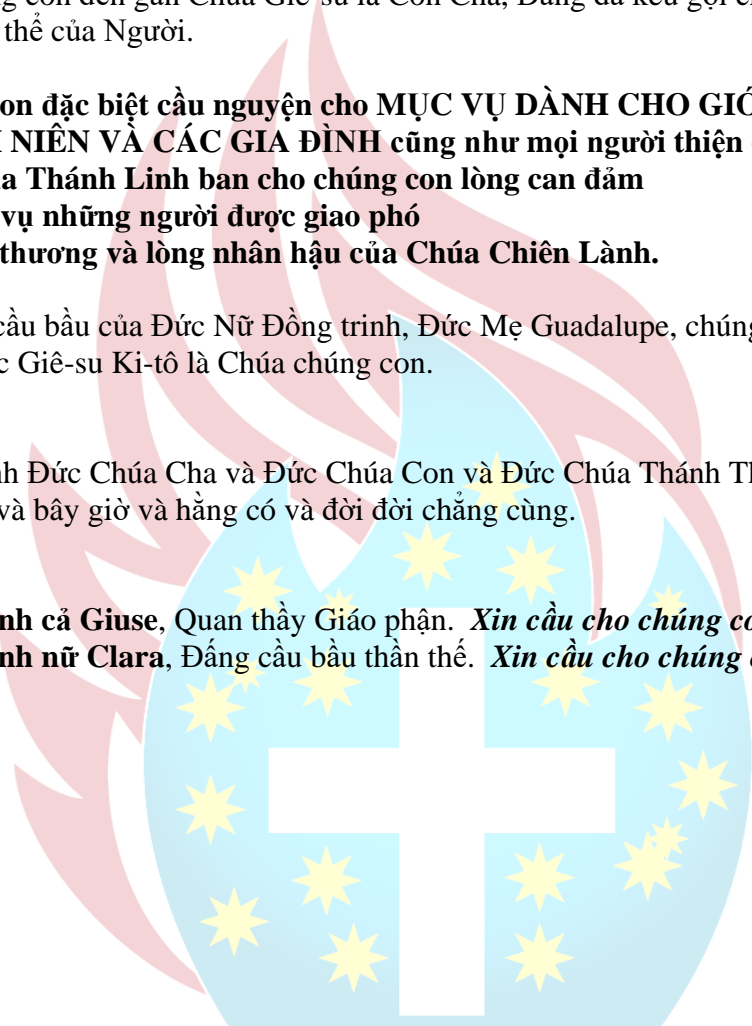 con đến gần Chúa Giê-su là Con Cha, Đấng đã kêu gọi
thể của Người.
on đặc biệt cầu nguyện cho MỤC VỤ DÀNH CHO GIỚ
NIÊN VÀ CÁC GIA ĐÌNH cũng như mọi người thiện
a Thánh Linh ban cho chúng con lòng can đảm
vụ những người được giao phó
thương và lòng nhân hậu của Chúa Chiên Lành.
cầu bầu của Đức Nữ Đồng trinh, Đức Mẹ Guadalupe, chúng
c Giê-su Ki-tô là Chúa chúng con.
nh Đức Chúa Cha và Đức Chúa Con và Đức Chúa Thánh Th
và bây giờ và hằng có và đời đời chẳng cùng.
nh cả Giuse, Quan thầy Giáo phận. Xin cầu cho chúng co
nh nữ Clara, Đấng cầu bầu thần thế. Xin cầu cho chúng